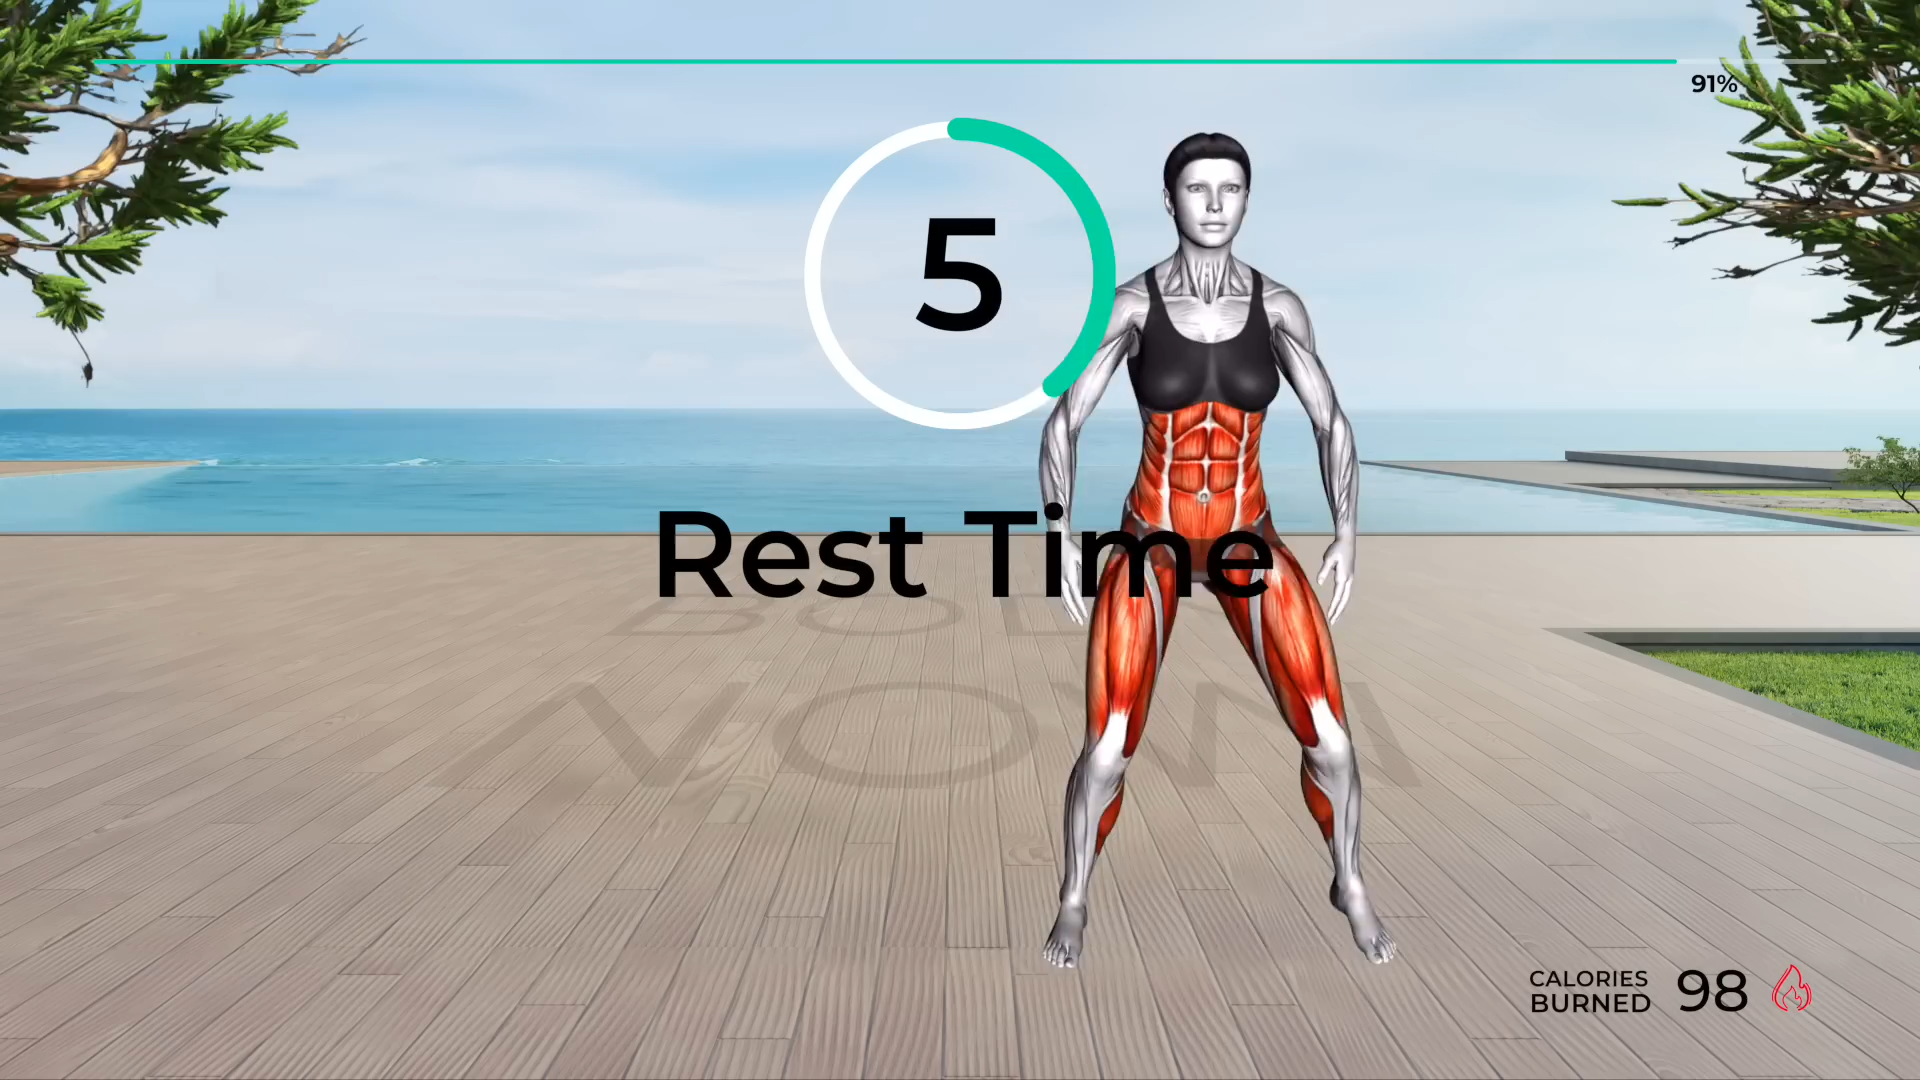 91%
5
Rest Time
CALORIES
BURNED 98